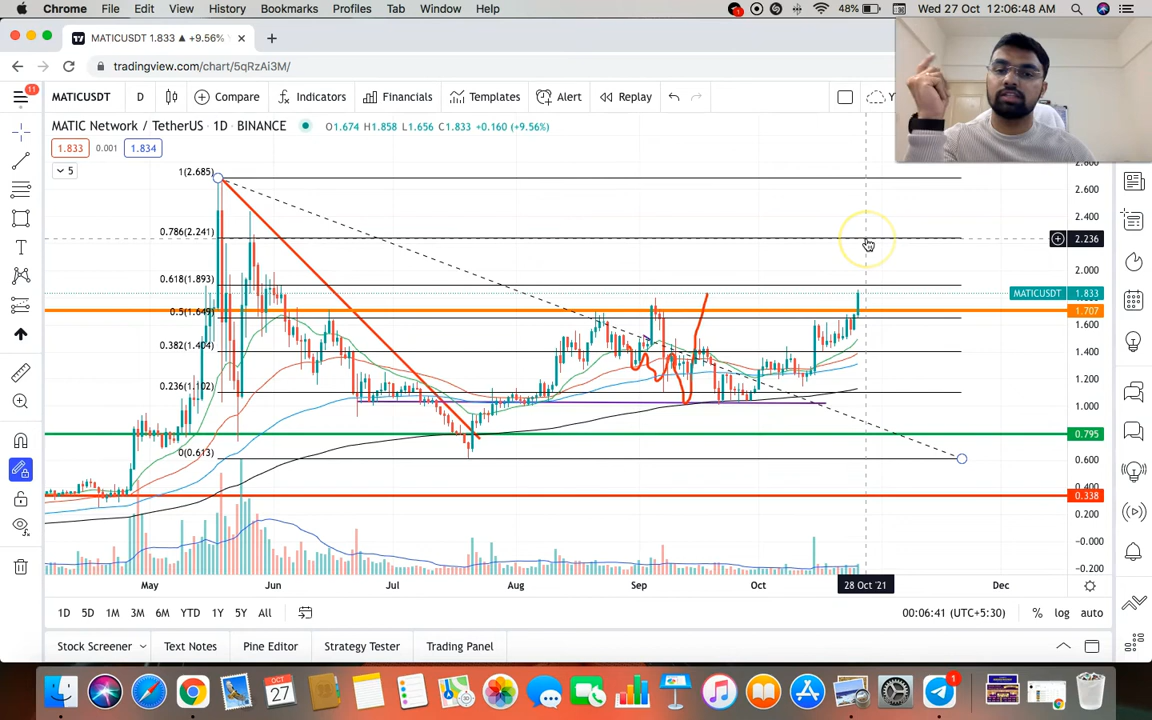 Chrome File Edit View History Bookmarks Profiles Tab Window Help 48% Wed 27 Oct 12:06:48 AM
MATICUSDT 1.833 ▲ +9.56%
tradingview.com/chart/5qRzAi3M/
11 MATICUSDT D Compare Indicators Financials Templates Alert Replay
MATIC Network / TetherUS · 1D · BINANCE O1.674 H1.858 L1.656 C1.833 +0.160 (+9.56%)
1.833 0.001 1.834
5
1(2.685)
0.786(2.241)
0.618(1.893)
0.5(1.649)
0.382(1.404)
0.236(1.102)
0(0.613)
2.800
2.600
2.400
2.236
2.000
MATICUSDT 1.833
1.707
1.600
1.400
1.200
1.000
0.795
0.600
0.338
0.200
-0.000
-0.200
May Jun Jul Aug Sep Oct 28 Oct '21 Dec
1D 5D 1M 3M 6M YTD 1Y 5Y All 00:06:41 (UTC+5:30) % log auto
Stock Screener Text Notes Pine Editor Strategy Tester Trading Panel
OCT
27
1